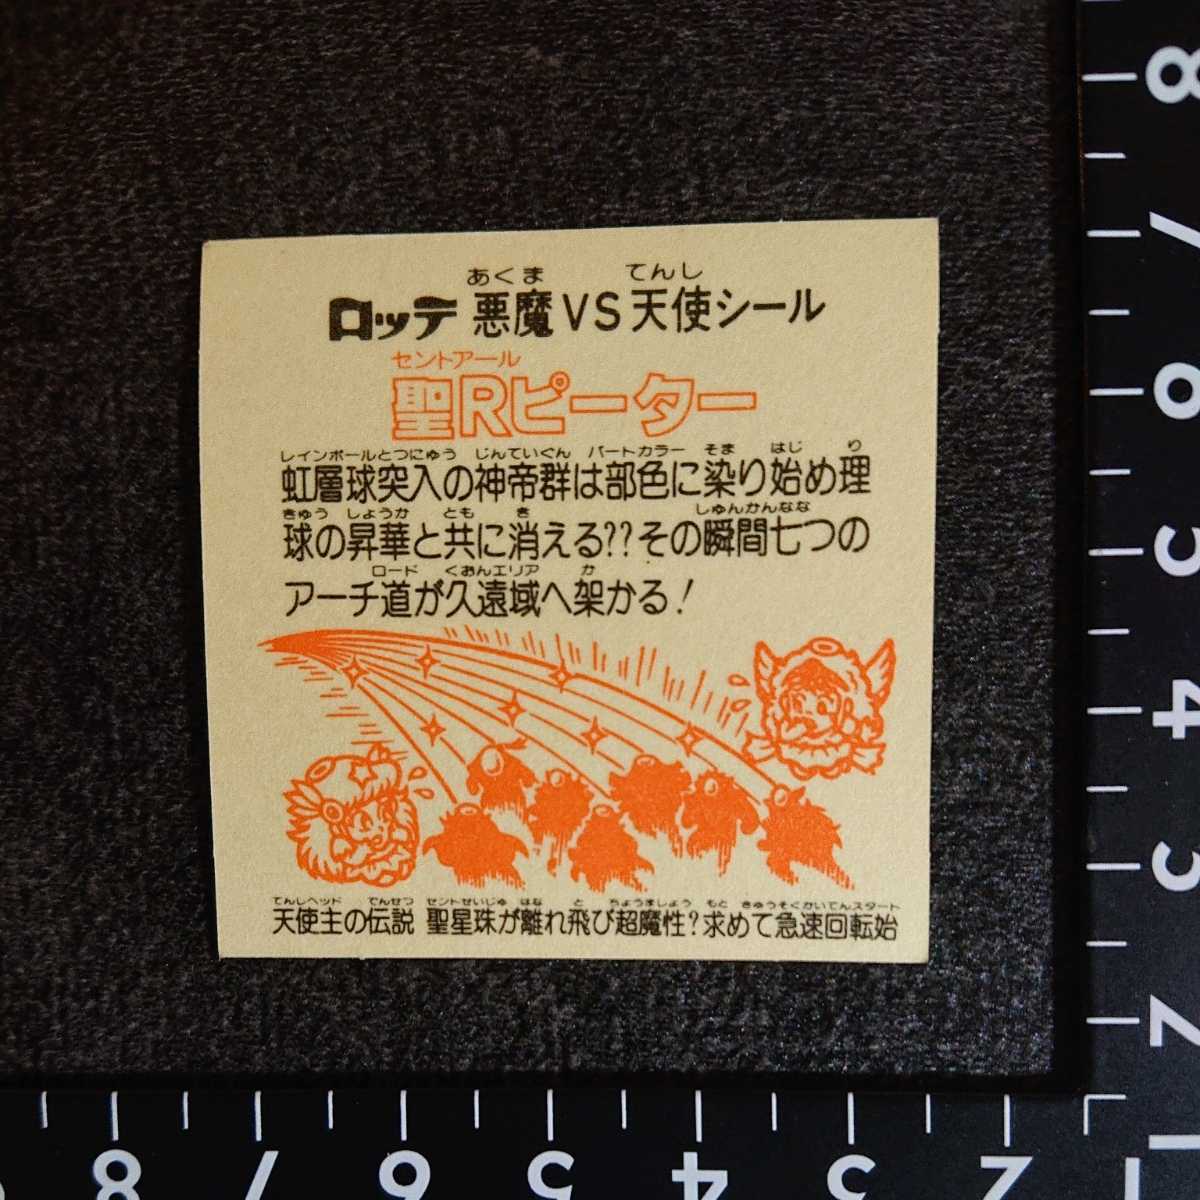 あくま てんし
ロッテ 悪魔VS天使シール
セントアール
聖Rピーター
レインボールとつにゅう じんていぐん パートカラー そま はじ り
虹層球突入の神帝群は部色に染り始め理
きゅう しょうか とも き しゅんかんなな
球の昇華と共に消える??その瞬間七つの
ロード くおんエリア か
アーチ道が久遠域へ架かる!
てんしヘッド でんせつ セントせいじゅ はな と ちょうましょう もと きゅうそくかいてんスタート
天使主の伝説 聖星珠が離れ飛び超魔性?求めて急速回転始
8
7
6
5
4
3
2
1
8 7 6 5 4 3 2 1